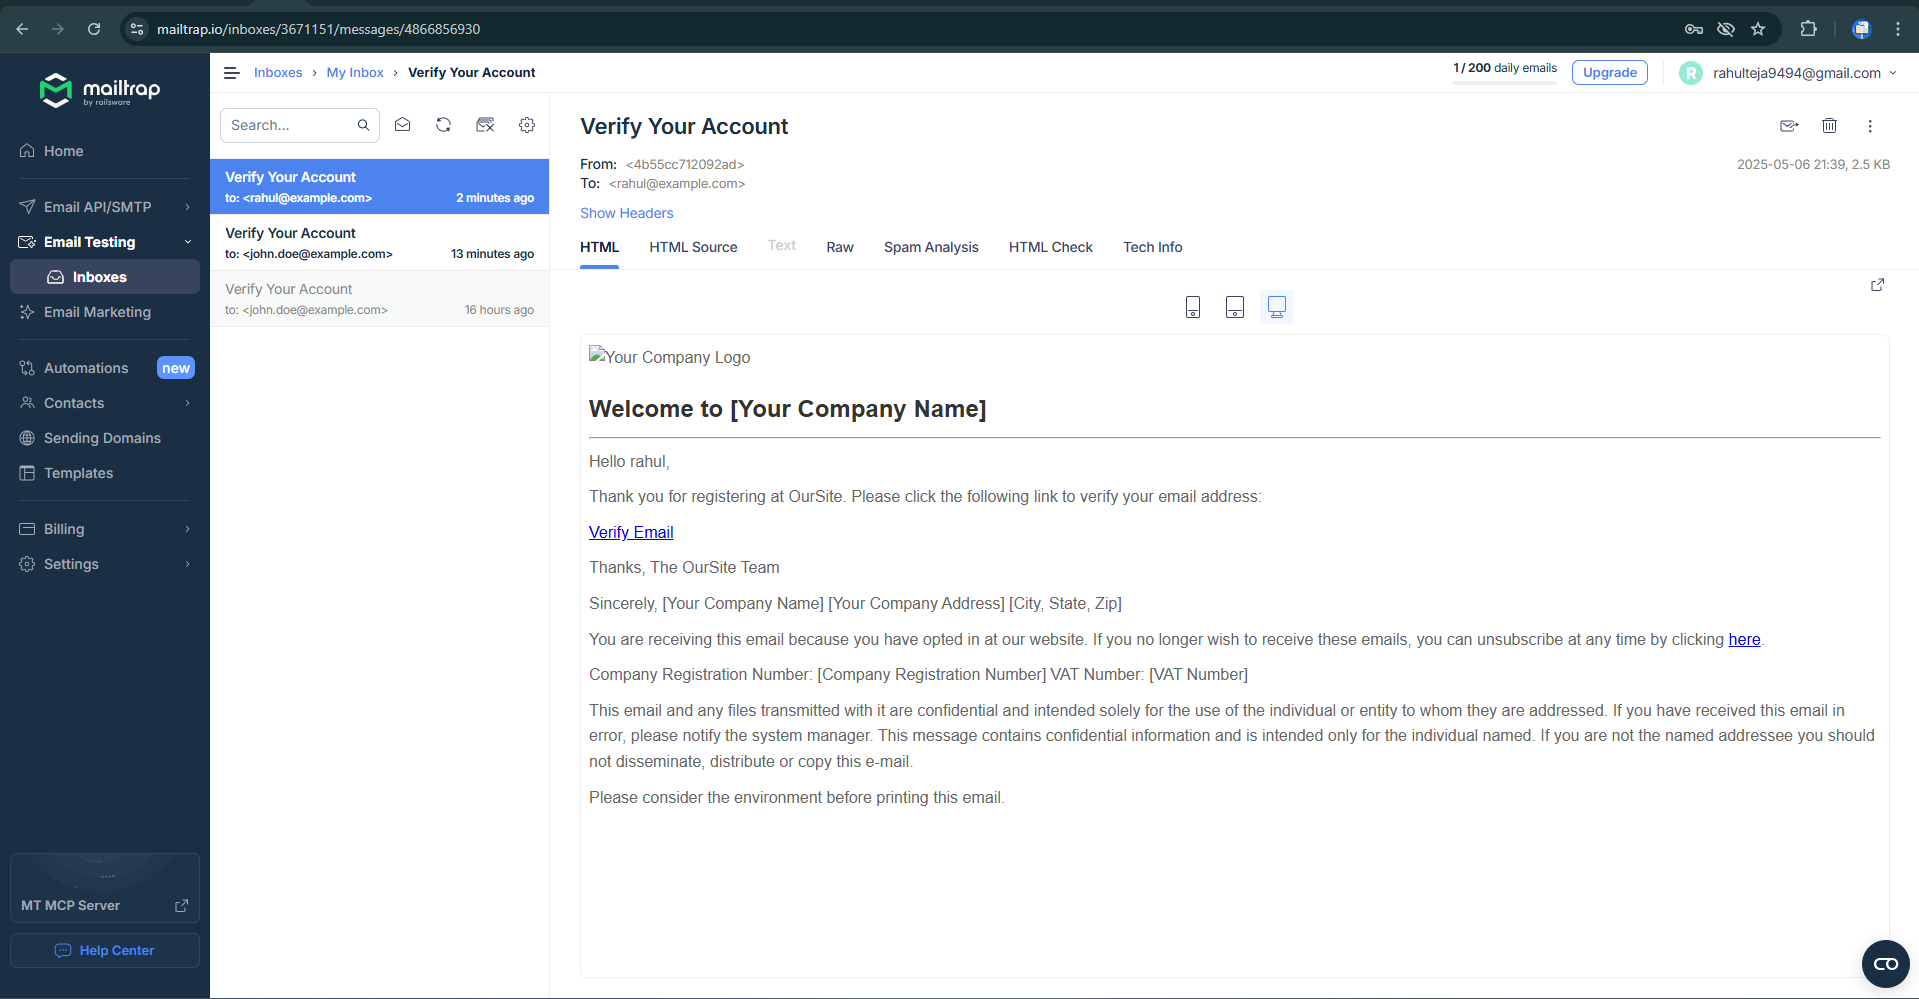 mailtrap.io/inboxes/3671151/messages/4866856930
mailtrap
by railsware
Home
Email API/SMTP
Email Testing
Inboxes
Email Marketing
Automations new
Contacts
Sending Domains
Templates
Billing
Settings
MT MCP Server
Help Center
Inboxes › My Inbox › Verify Your Account
1 / 200 daily emails
Upgrade
R rahulteja9494@gmail.com
Search...
Verify Your Account
to: <rahul@example.com> 2 minutes ago
Verify Your Account
to: <john.doe@example.com> 13 minutes ago
Verify Your Account
to: <john.doe@example.com> 16 hours ago
Verify Your Account
From: <4b55cc712092ad>
To: <rahul@example.com>
2025-05-06 21:39, 2.5 KB
Show Headers
HTML HTML Source Text Raw Spam Analysis HTML Check Tech Info
Your Company Logo
Welcome to [Your Company Name]
Hello rahul,
Thank you for registering at OurSite. Please click the following link to verify your email address:
Verify Email
Thanks, The OurSite Team
Sincerely, [Your Company Name] [Your Company Address] [City, State, Zip]
You are receiving this email because you have opted in at our website. If you no longer wish to receive these emails, you can unsubscribe at any time by clicking here.
Company Registration Number: [Company Registration Number] VAT Number: [VAT Number]
This email and any files transmitted with it are confidential and intended solely for the use of the individual or entity to whom they are addressed. If you have received this email in
error, please notify the system manager. This message contains confidential information and is intended only for the individual named. If you are not the named addressee you should
not disseminate, distribute or copy this e-mail.
Please consider the environment before printing this email.